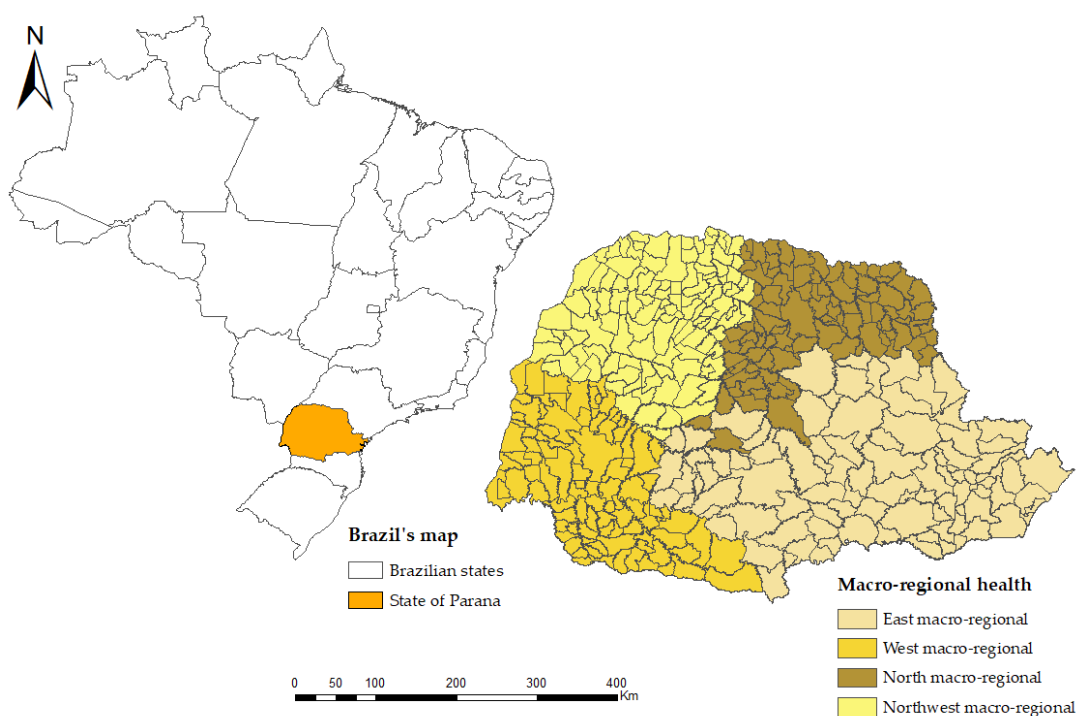 N
Brazil's map
Brazilian states
State of Parana
Macro-regional health
East macro-regional
West macro-regional
North macro-regional
Northwest macro-regional
0 50 100 200 300 400
Km